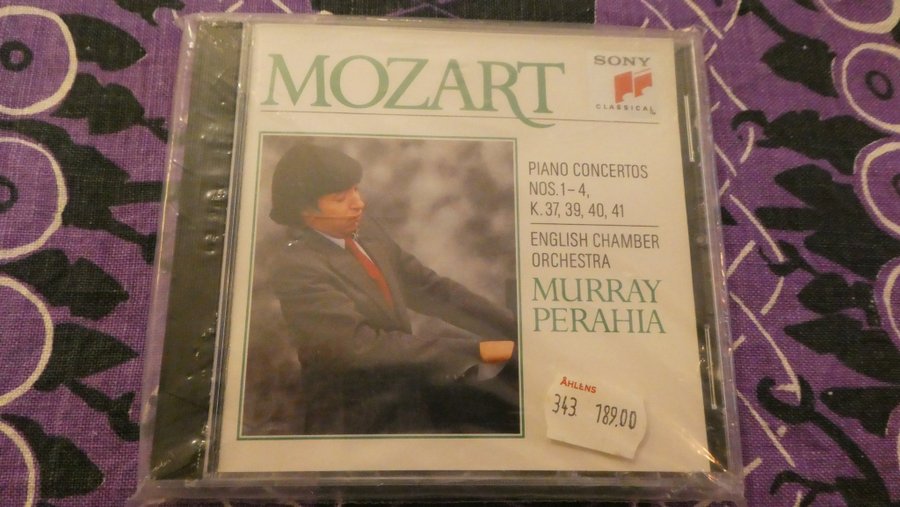 MOZART
SONY
CLASSICAL
PIANO CONCERTOS
NOS.1–4,
K.37, 39, 40, 41
ENGLISH CHAMBER
ORCHESTRA
MURRAY
PERAHIA
ÅHLÉNS
343 189.00